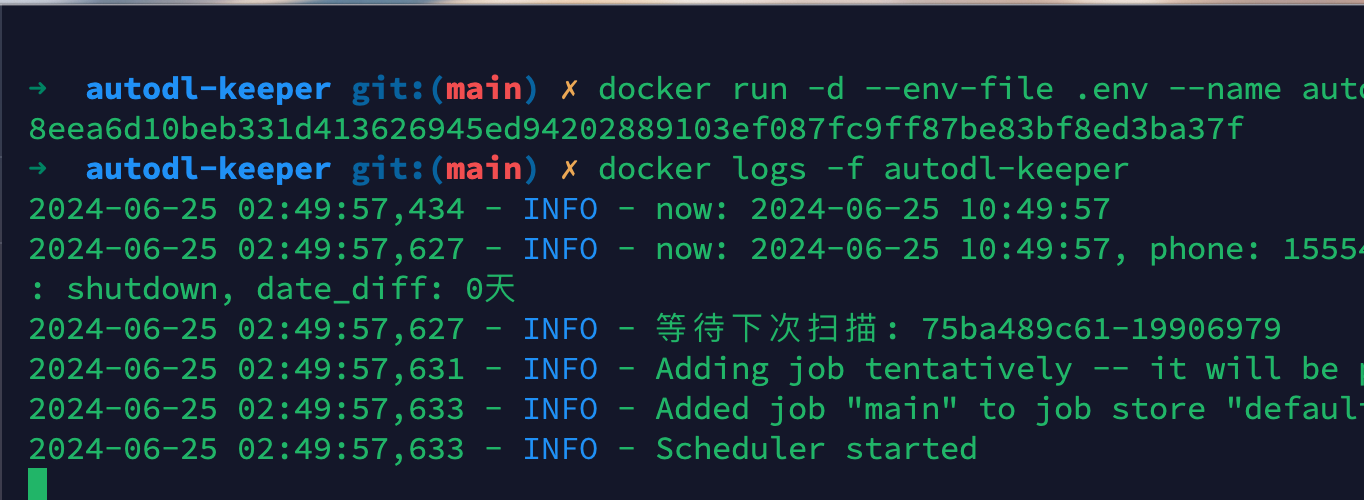 → autodl-keeper git:(main) ✗ docker run -d --env-file .env --name
8eea6d10beb331d413626945ed94202889103ef087fc9ff87be83bf8ed3ba37f
→ autodl-keeper git:(main) ✗ docker logs -f autodl-keeper
2024-06-25 02:49:57,434 - INFO - now: 2024-06-25 10:49:57
2024-06-25 02:49:57,627 - INFO - now: 2024-06-25 10:49:57, phone: 1555
: shutdown, date_diff: 0天
2024-06-25 02:49:57,627 - INFO - 等待下次扫描: 75ba489c61-19906979
2024-06-25 02:49:57,631 - INFO - Adding job tentatively -- it will be
2024-06-25 02:49:57,633 - INFO - Added job "main" to job store "defaul
2024-06-25 02:49:57,633 - INFO - Scheduler started